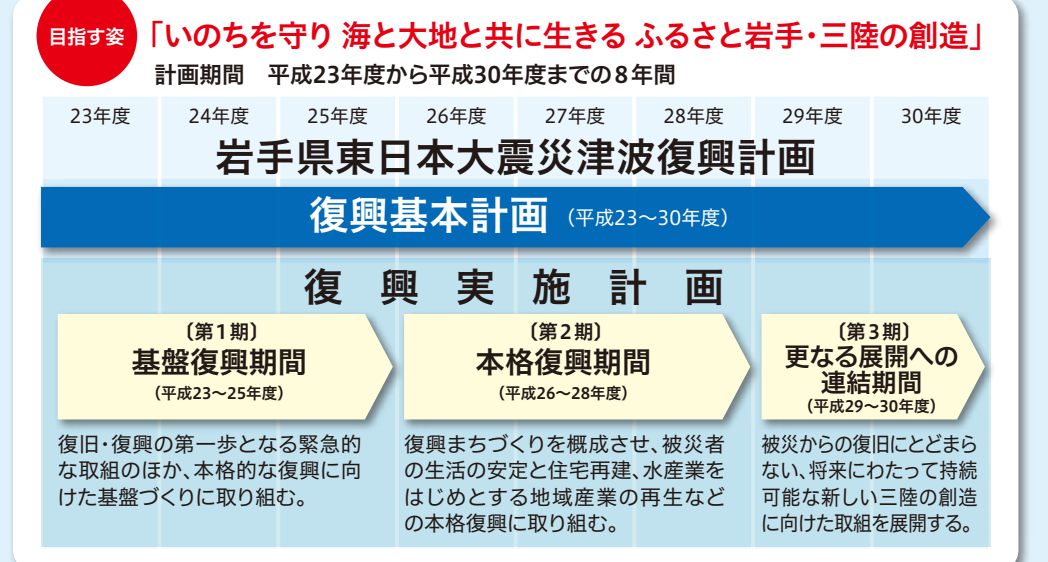 目指す姿
「いのちを守り 海と大地と共に生きる ふるさと岩手・三陸の創造」
計画期間　平成23年度から平成30年度までの8年間
23年度 24年度 25年度 26年度 27年度 28年度 29年度 30年度
岩手県東日本大震災津波復興計画
復興基本計画（平成23～30年度）
復興実施計画
〔第1期〕
基盤復興期間
（平成23～25年度）
復旧・復興の第一歩となる緊急的
な取組のほか、本格的な復興に向
けた基盤づくりに取り組む。
〔第2期〕
本格復興期間
（平成26～28年度）
復興まちづくりを概成させ、被災者
の生活の安定と住宅再建、水産業を
はじめとする地域産業の再生など
の本格復興に取り組む。
〔第3期〕
更なる展開への
連結期間
（平成29～30年度）
被災からの復旧にとどまら
ない、将来にわたって持続
可能な新しい三陸の創造
に向けた取組を展開する。